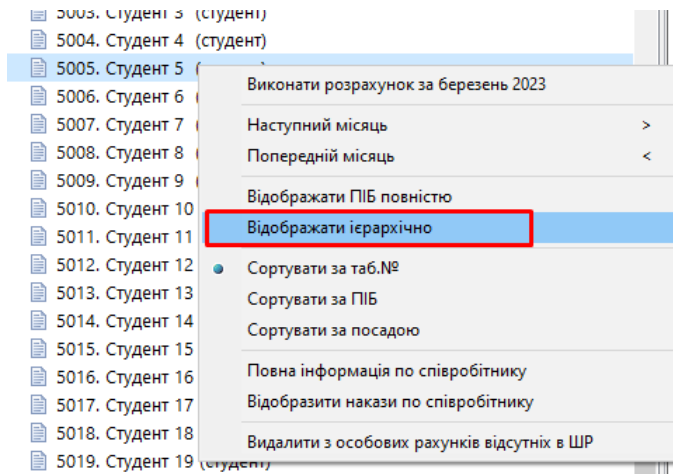 5003. Студент 3 (студент)
5004. Студент 4 (студент)
5005. Студент 5 (
5006. Студент 6 (
5007. Студент 7 (
5008. Студент 8 (
5009. Студент 9 (
5010. Студент 10
5011. Студент 11
5012. Студент 12
5013. Студент 13
5014. Студент 14
5015. Студент 15
5016. Студент 16
5017. Студент 17
5018. Студент 18
5019. Студент 19 (студент)
Виконати розрахунок за березень 2023
Наступний місяць >
Попередній місяць <
Відображати ПІБ повністю
Відображати ієрархічно
Сортувати за таб.№
Сортувати за ПІБ
Сортувати за посадою
Повна інформація по співробітнику
Відобразити накази по співробітнику
Видалити з особових рахунків відсутніх в ШР